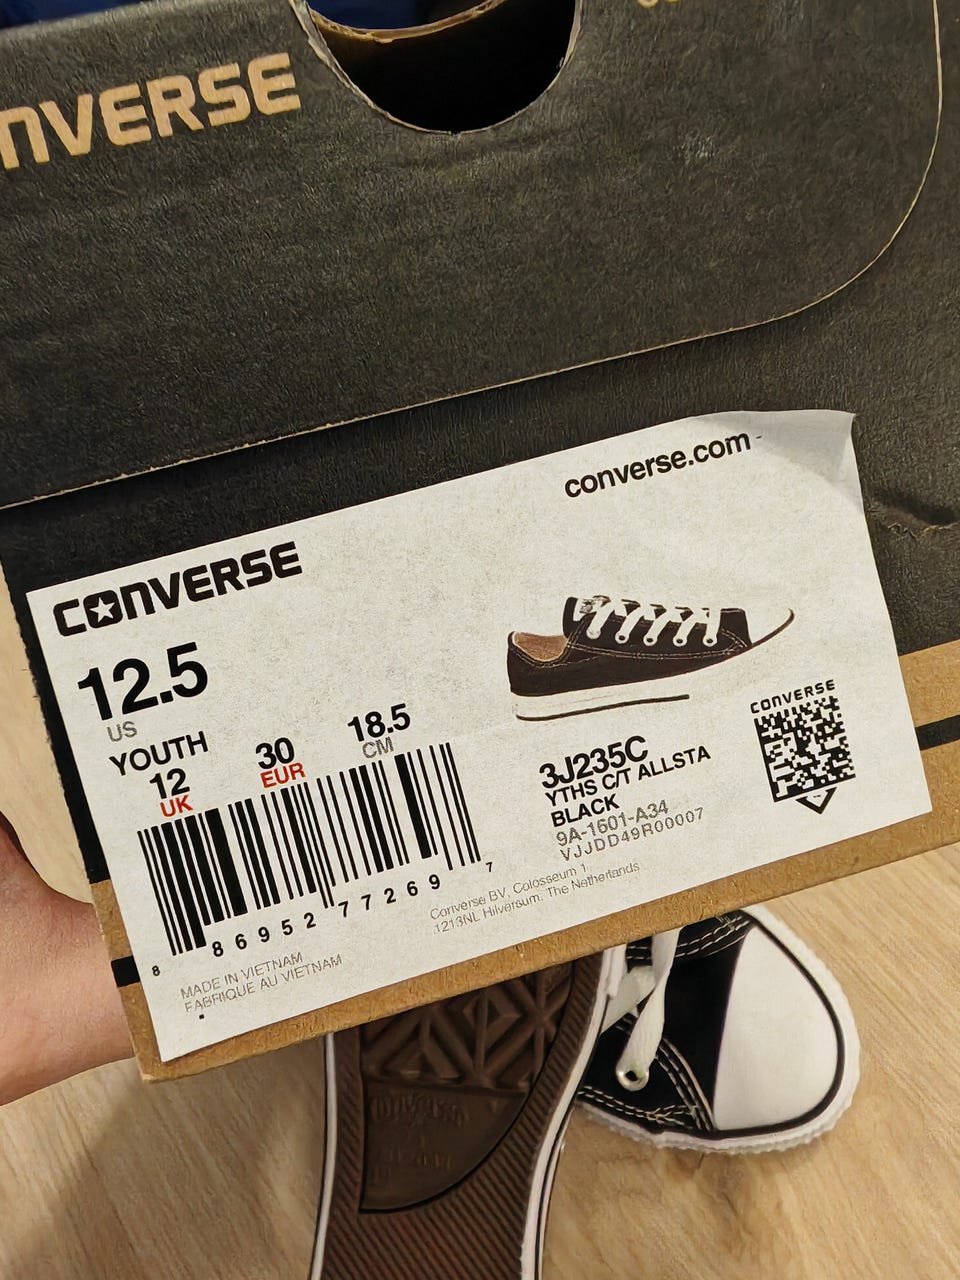 NVERSE
converse.com
CONVERSE
12.5
US
YOUTH
12 30 18.5
UK EUR CM
8 86952 77269 7
MADE IN VIETNAM
FABRIQUE AU VIETNAM
CONVERSE
3J235C
YTHS C/T ALLSTA
BLACK
9A-1601-A34
VJJDD49R00007
Converse BV, Colosseum 1
1213NL Hilversum, The Netherlands